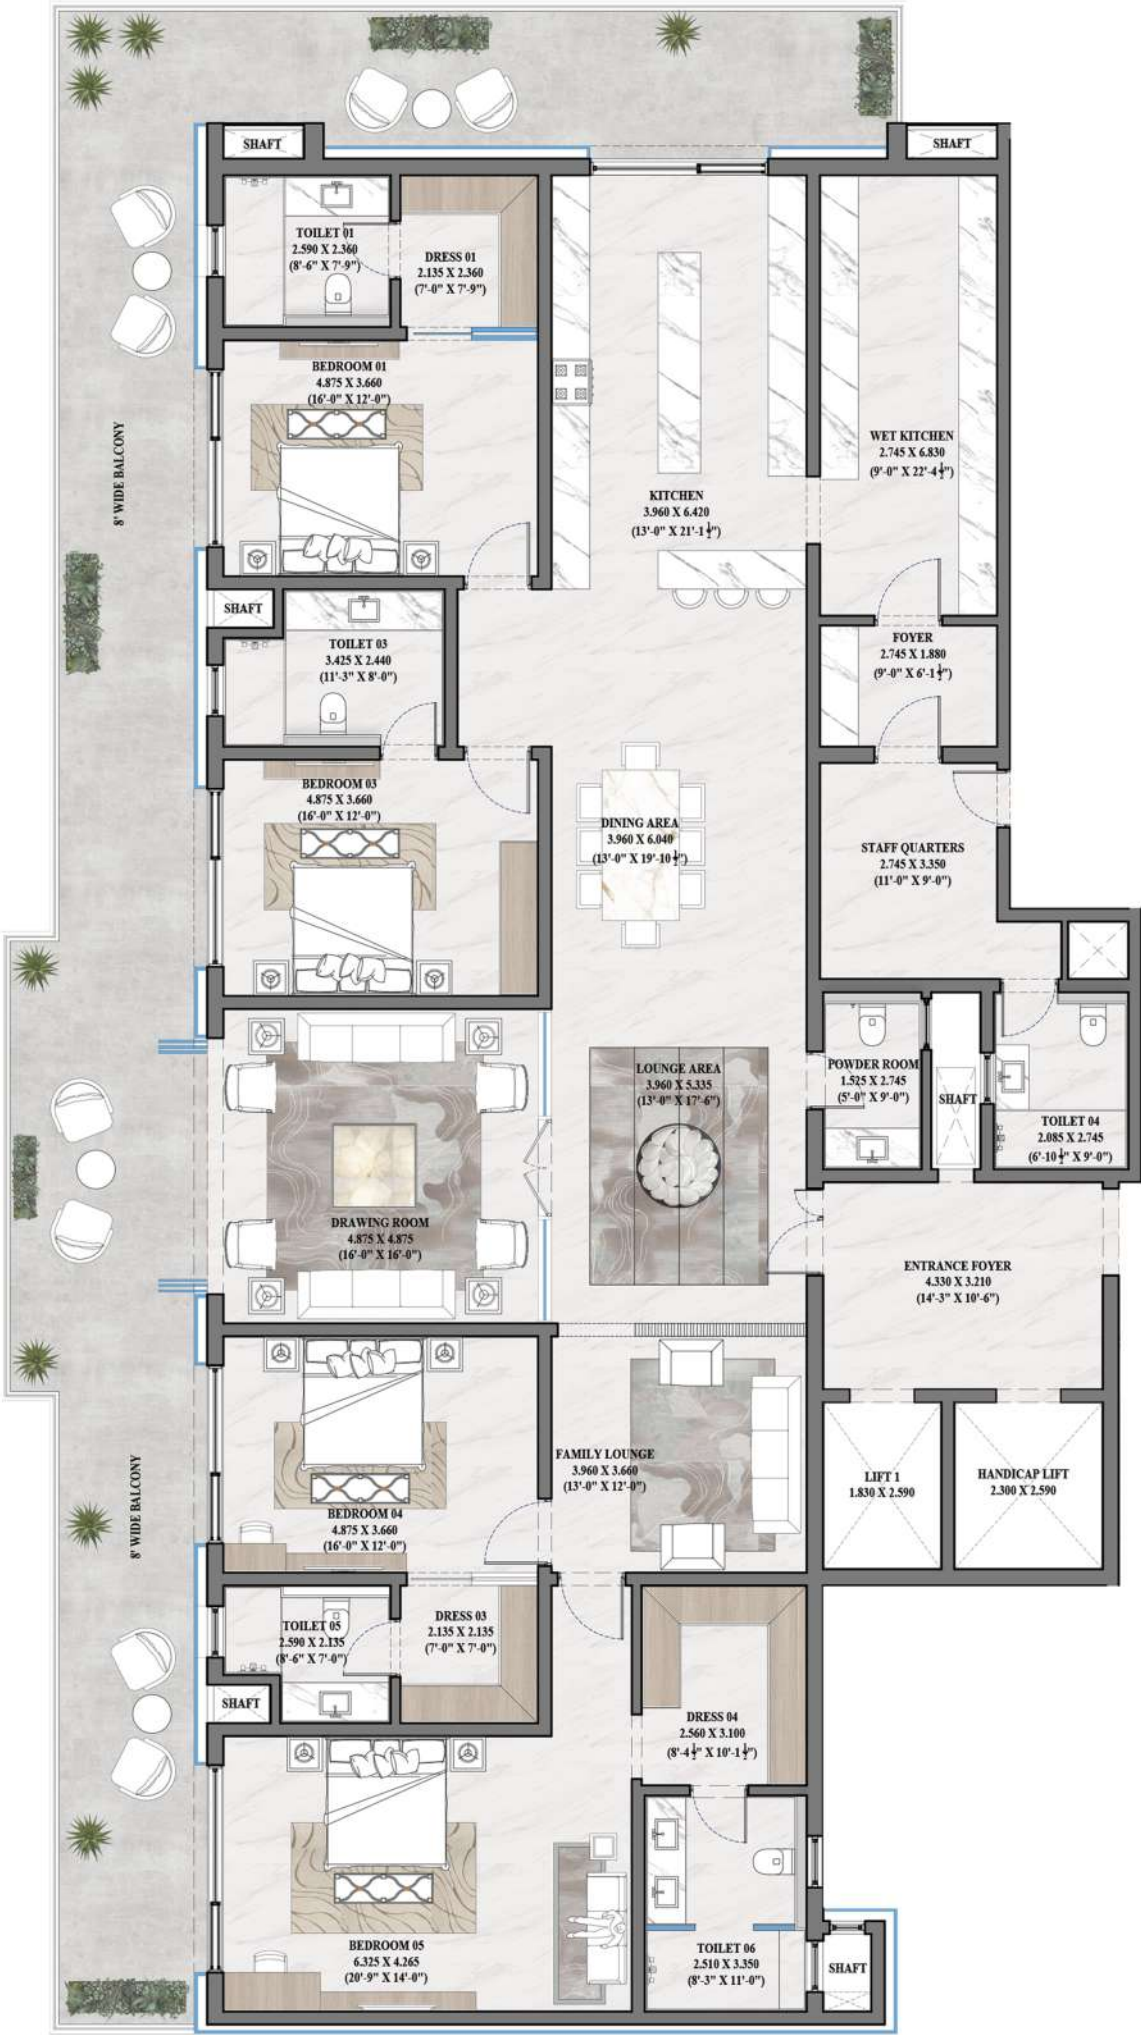 SHAFT
SHAFT
TOILET 01
2.590 X 2.360
(8'-6" X 7'-9")
DRESS 01
2.135 X 2.360
(7'-0" X 7'-9")
BEDROOM 01
4.875 X 3.660
(16'-0" X 12'-0")
8' WIDE BALCONY
WET KITCHEN
2.745 X 6.830
(9'-0" X 22'-4½")
KITCHEN
3.960 X 6.420
(13'-0" X 21'-1½")
SHAFT
TOILET 03
3.425 X 2.440
(11'-3" X 8'-0")
FOYER
2.745 X 1.880
(9'-0" X 6'-1½")
BEDROOM 03
4.875 X 3.660
(16'-0" X 12'-0")
DINING AREA
3.960 X 6.040
(13'-0" X 19'-10½")
STAFF QUARTERS
2.745 X 3.350
(11'-0" X 9'-0")
LOUNGE AREA
3.960 X 5.335
(13'-0" X 17'-6")
POWDER ROOM
1.525 X 2.745
(5'-0" X 9'-0")
SHAFT
TOILET 04
2.085 X 2.745
(6'-10½" X 9'-0")
DRAWING ROOM
4.875 X 4.875
(16'-0" X 16'-0")
ENTRANCE FOYER
4.330 X 3.210
(14'-3" X 10'-6")
8' WIDE BALCONY
FAMILY LOUNGE
3.960 X 3.660
(13'-0" X 12'-0")
LIFT 1
1.830 X 2.590
HANDICAP LIFT
2.300 X 2.590
BEDROOM 04
4.875 X 3.660
(16'-0" X 12'-0")
TOILET 05
2.590 X 2.135
(8'-6" X 7'-0")
DRESS 03
2.135 X 2.135
(7'-0" X 7'-0")
SHAFT
DRESS 04
2.560 X 3.100
(8'-4½" X 10'-1½")
BEDROOM 05
6.325 X 4.265
(20'-9" X 14'-0")
TOILET 06
2.510 X 3.350
(8'-3" X 11'-0")
SHAFT